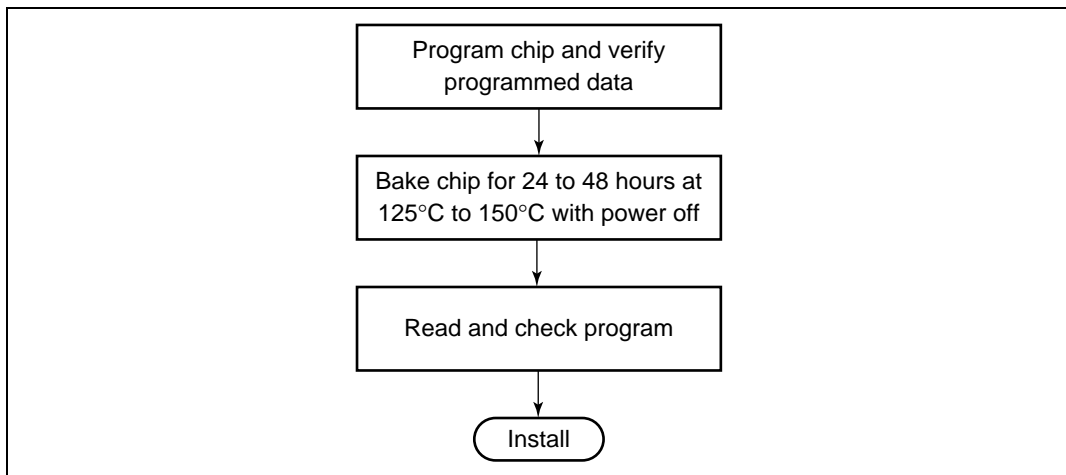 Program chip and verify
programmed data
Bake chip for 24 to 48 hours at
125°C to 150°C with power off
Read and check program
Install